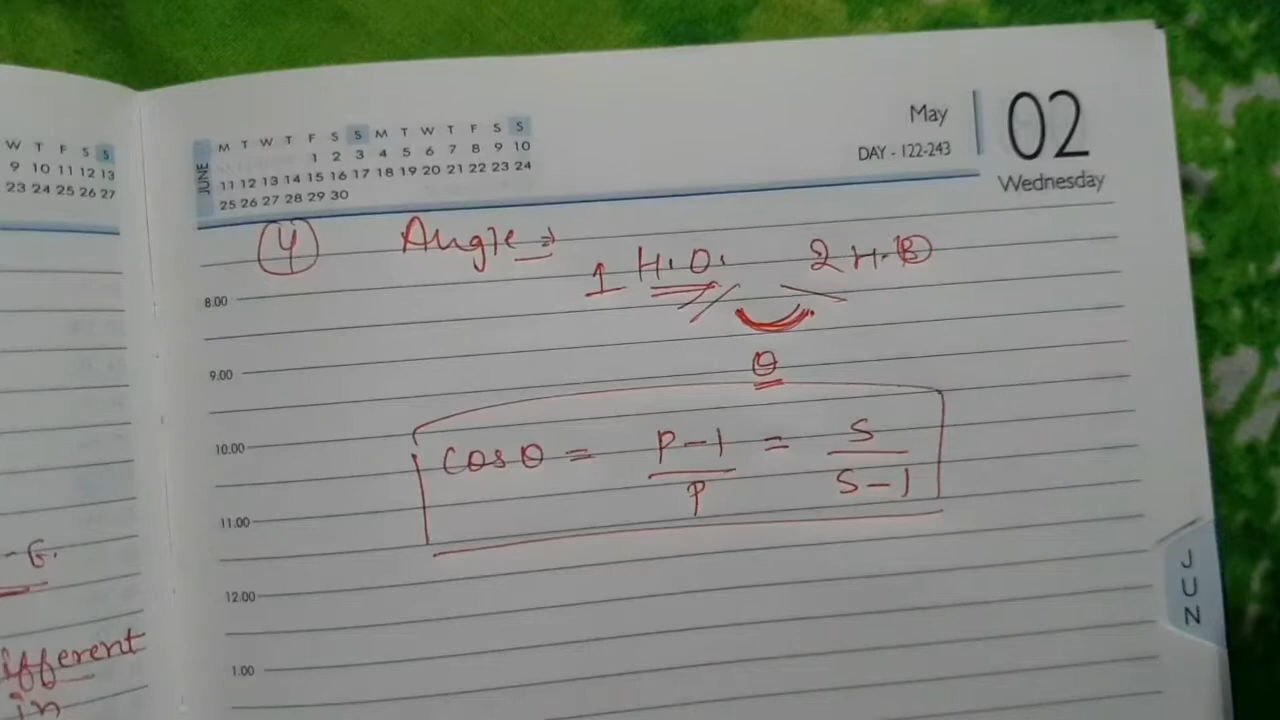 W T F S S
9 10 11 12 13
23 24 25 26 27
JUNE
M T W T F S S M T W T F S S
1 2 3 4 5 6 7 8 9 10
11 12 13 14 15 16 17 18 19 20 21 22 23 24
25 26 27 28 29 30
May
DAY - 122-243
02
Wednesday
4 Angle ⇒
1 H.O. 2 H.B
θ
8.00
9.00
10.00
cosθ = P-1/P = S/S-1
11.00
12.00
1.00
-G.
ifferent
in
JUN